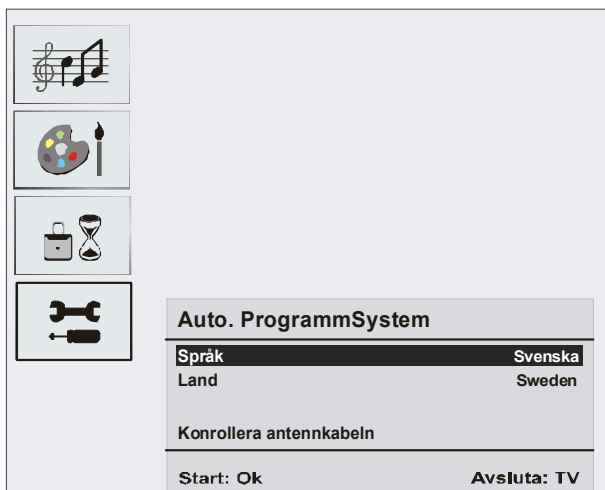 Auto. ProgrammSystem
Språk Svenska
Land Sweden
Konrollera antennkabeln
Start: Ok Avsluta: TV